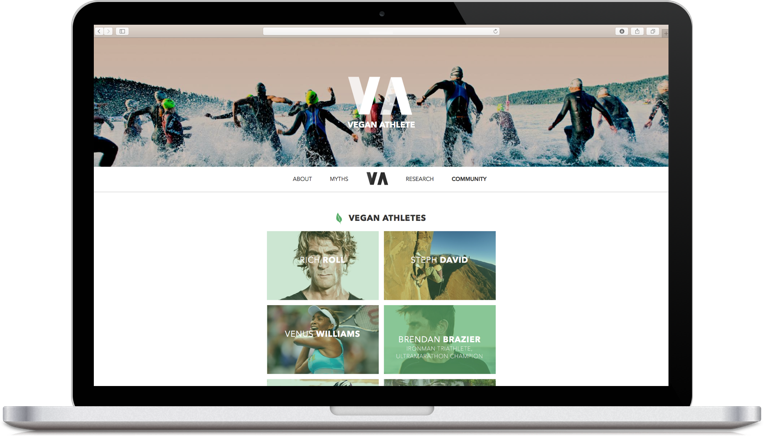 VA
VEGAN ATHLETE
ABOUT MYTHS VA RESEARCH COMMUNITY
VEGAN ATHLETES
RICH ROLL
STEPH DAVID
VENUS WILLIAMS
BRENDAN BRAZIER
IRONMAN TRIATHLETE,
ULTRAMARATHON CHAMPION